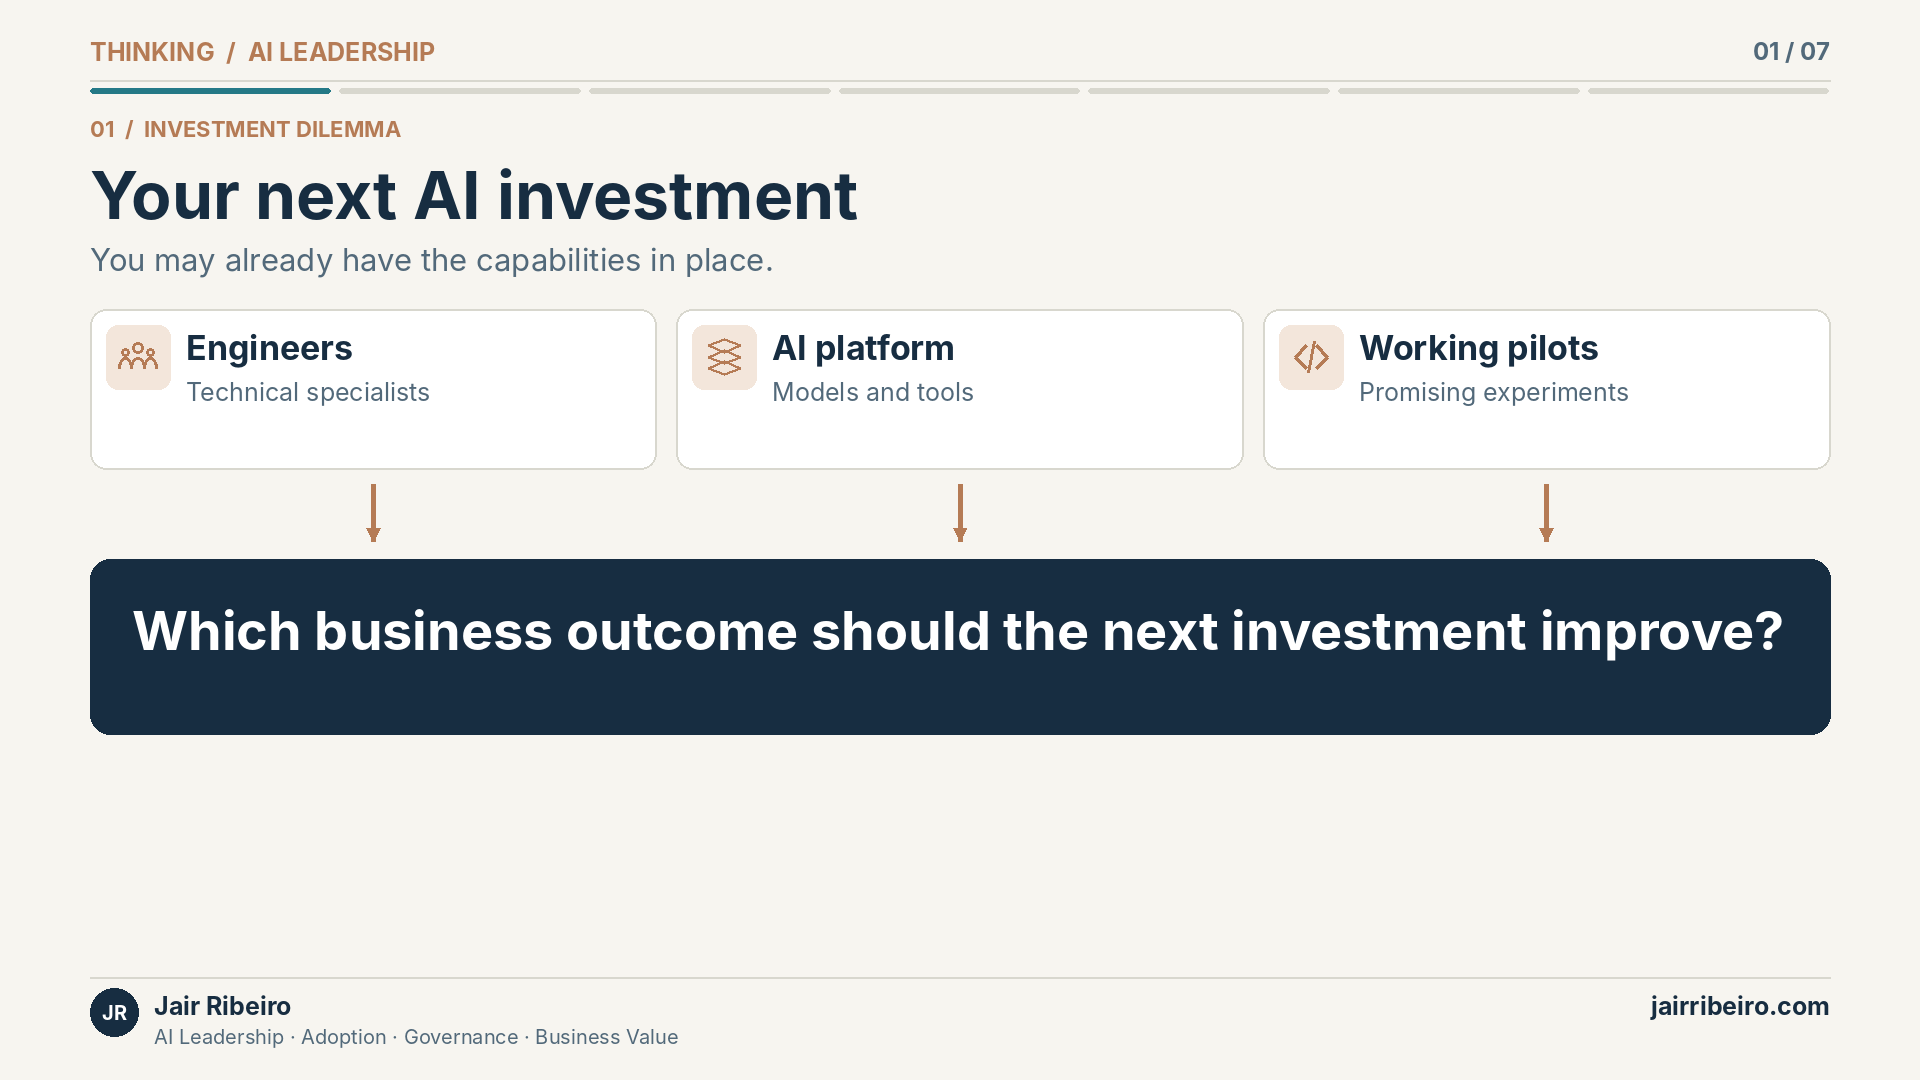 THINKING / AI LEADERSHIP
01 / 07
01 / INVESTMENT DILEMMA
Your next AI investment
You may already have the capabilities in place.
Engineers
Technical specialists
AI platform
Models and tools
Working pilots
Promising experiments
Which business outcome should the next investment improve?
JR
Jair Ribeiro
AI Leadership · Adoption · Governance · Business Value
jairribeiro.com